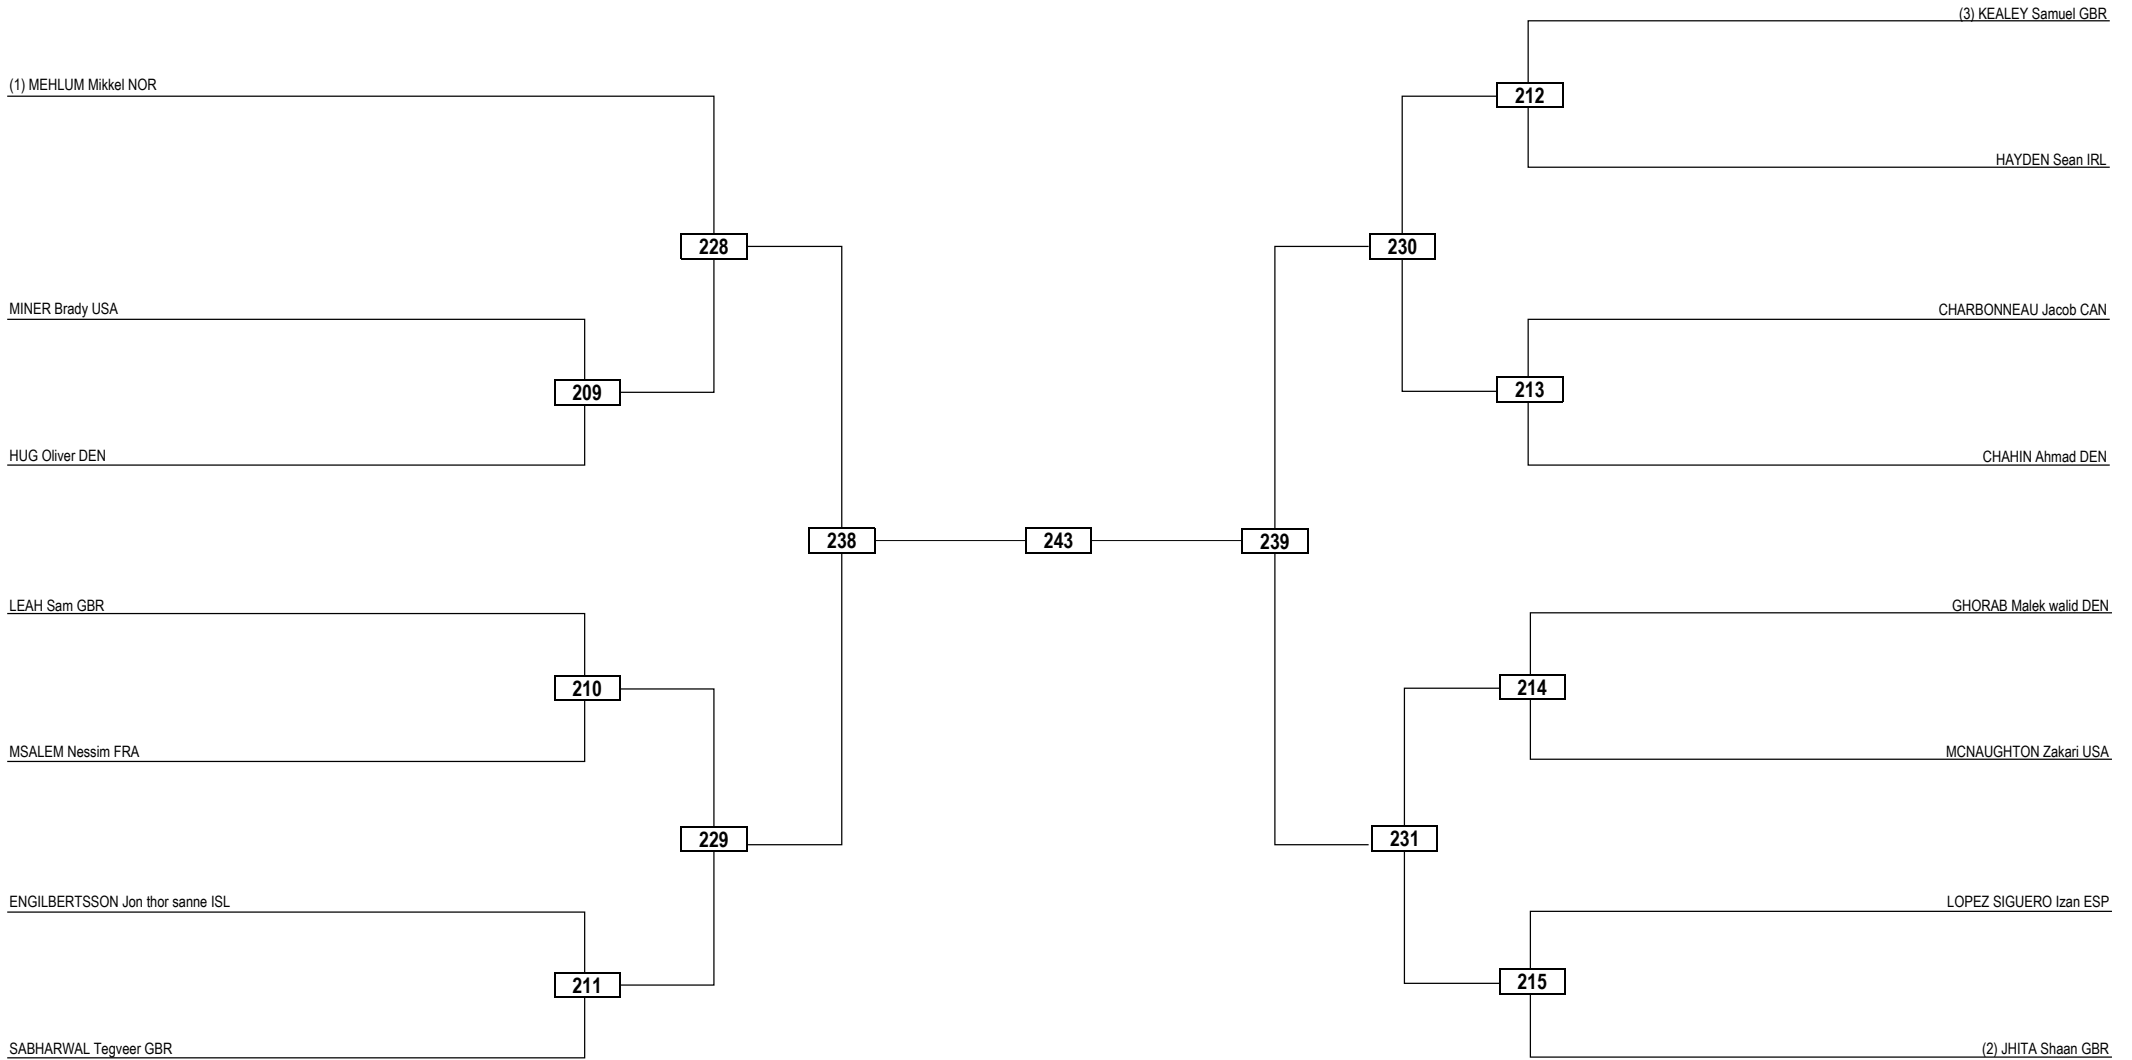 (1) MEHLUM Mikkel NOR
MINER Brady USA
HUG Oliver DEN
LEAH Sam GBR
MSALEM Nessim FRA
ENGILBERTSSON Jon thor sanne ISL
SABHARWAL Tegveer GBR
209
210
211
228
229
238
243
239
230
231
212
213
214
215
(3) KEALEY Samuel GBR
HAYDEN Sean IRL
CHARBONNEAU Jacob CAN
CHAHIN Ahmad DEN
GHORAB Malek walid DEN
MCNAUGHTON Zakari USA
LOPEZ SIGUERO Izan ESP
(2) JHITA Shaan GBR